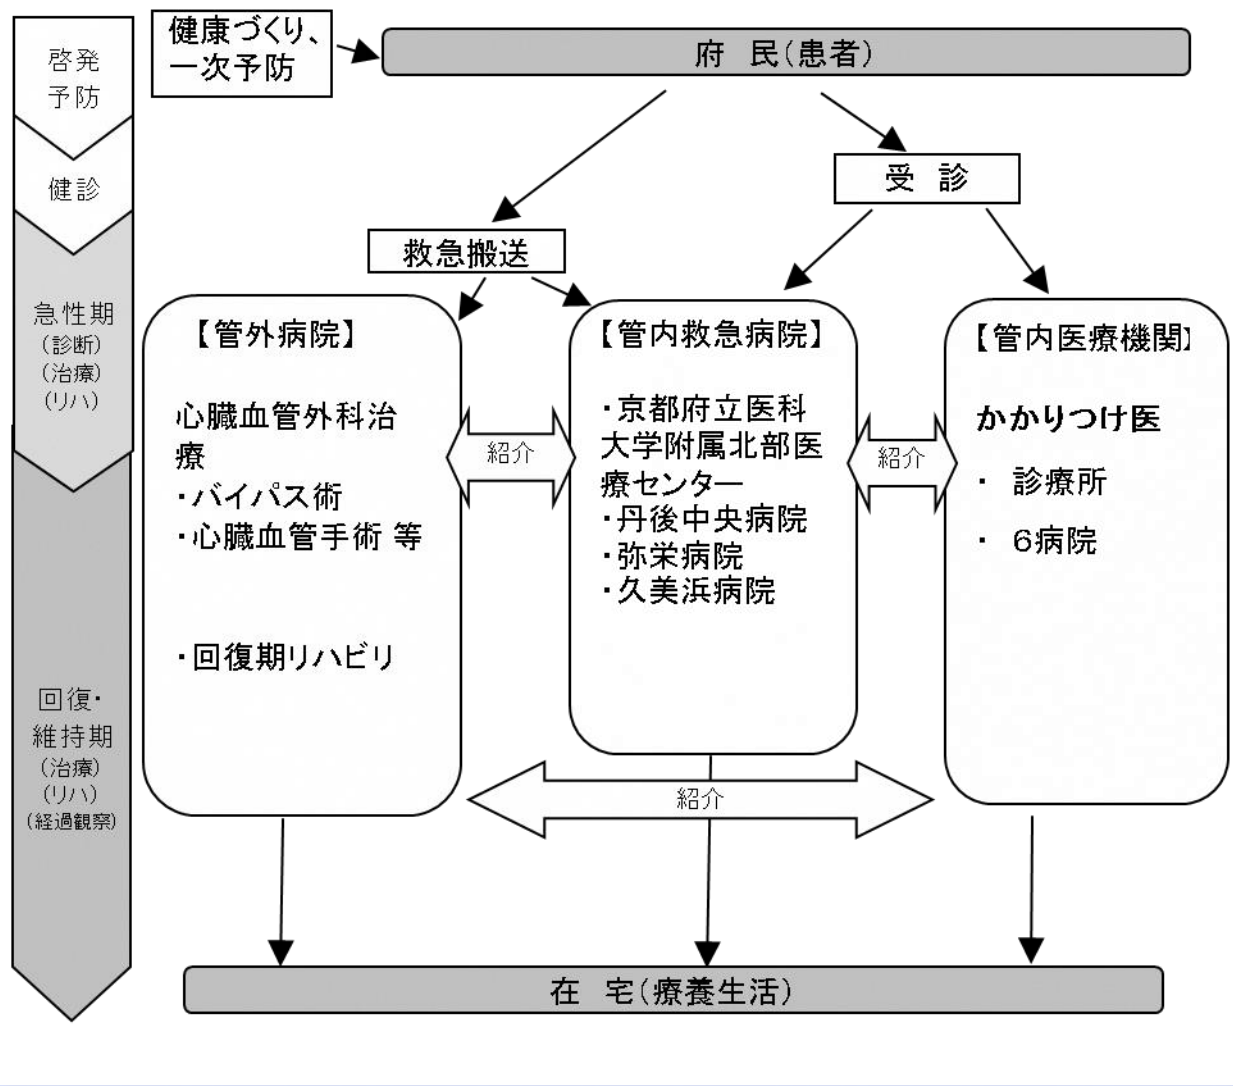 啓発
予防
健診
急性期
(診断)
(治療)
(リハ)
回復・
維持期
(治療)
(リハ)
(経過観察)
健康づくり、
一次予防
府　民(患者)
受　診
救急搬送
【管外病院】
心臓血管外科治
療
・バイパス術
・心臓血管手術 等
・回復期リハビリ
紹介
【管内救急病院】
・京都府立医科
大学附属北部医
療センター
・丹後中央病院
・弥栄病院
・久美浜病院
紹介
【管内医療機関】
かかりつけ医
・　診療所
・　６病院
紹介
在　宅(療養生活)